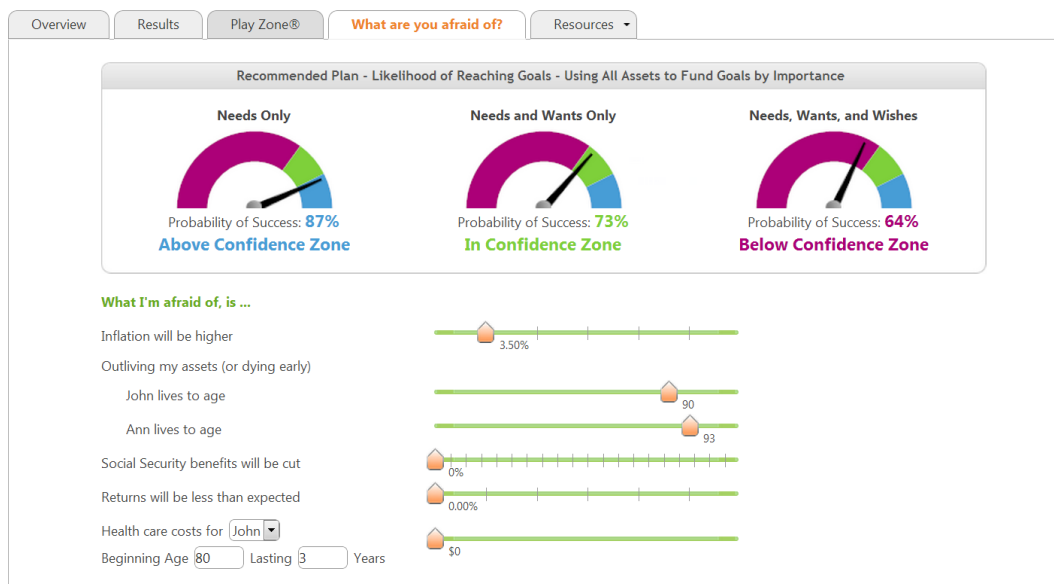 Overview Results Play Zone® What are you afraid of? Resources
Recommended Plan - Likelihood of Reaching Goals - Using All Assets to Fund Goals by Importance
Needs Only Needs and Wants Only Needs, Wants, and Wishes
Probability of Success: 87% Probability of Success: 73% Probability of Success: 64%
Above Confidence Zone In Confidence Zone Below Confidence Zone
What I'm afraid of, is ...
Inflation will be higher
3.50%
Outliving my assets (or dying early)
John lives to age
90
Ann lives to age
93
Social Security benefits will be cut
0%
Returns will be less than expected
0.00%
Health care costs for John
$0
Beginning Age 80 Lasting 3 Years